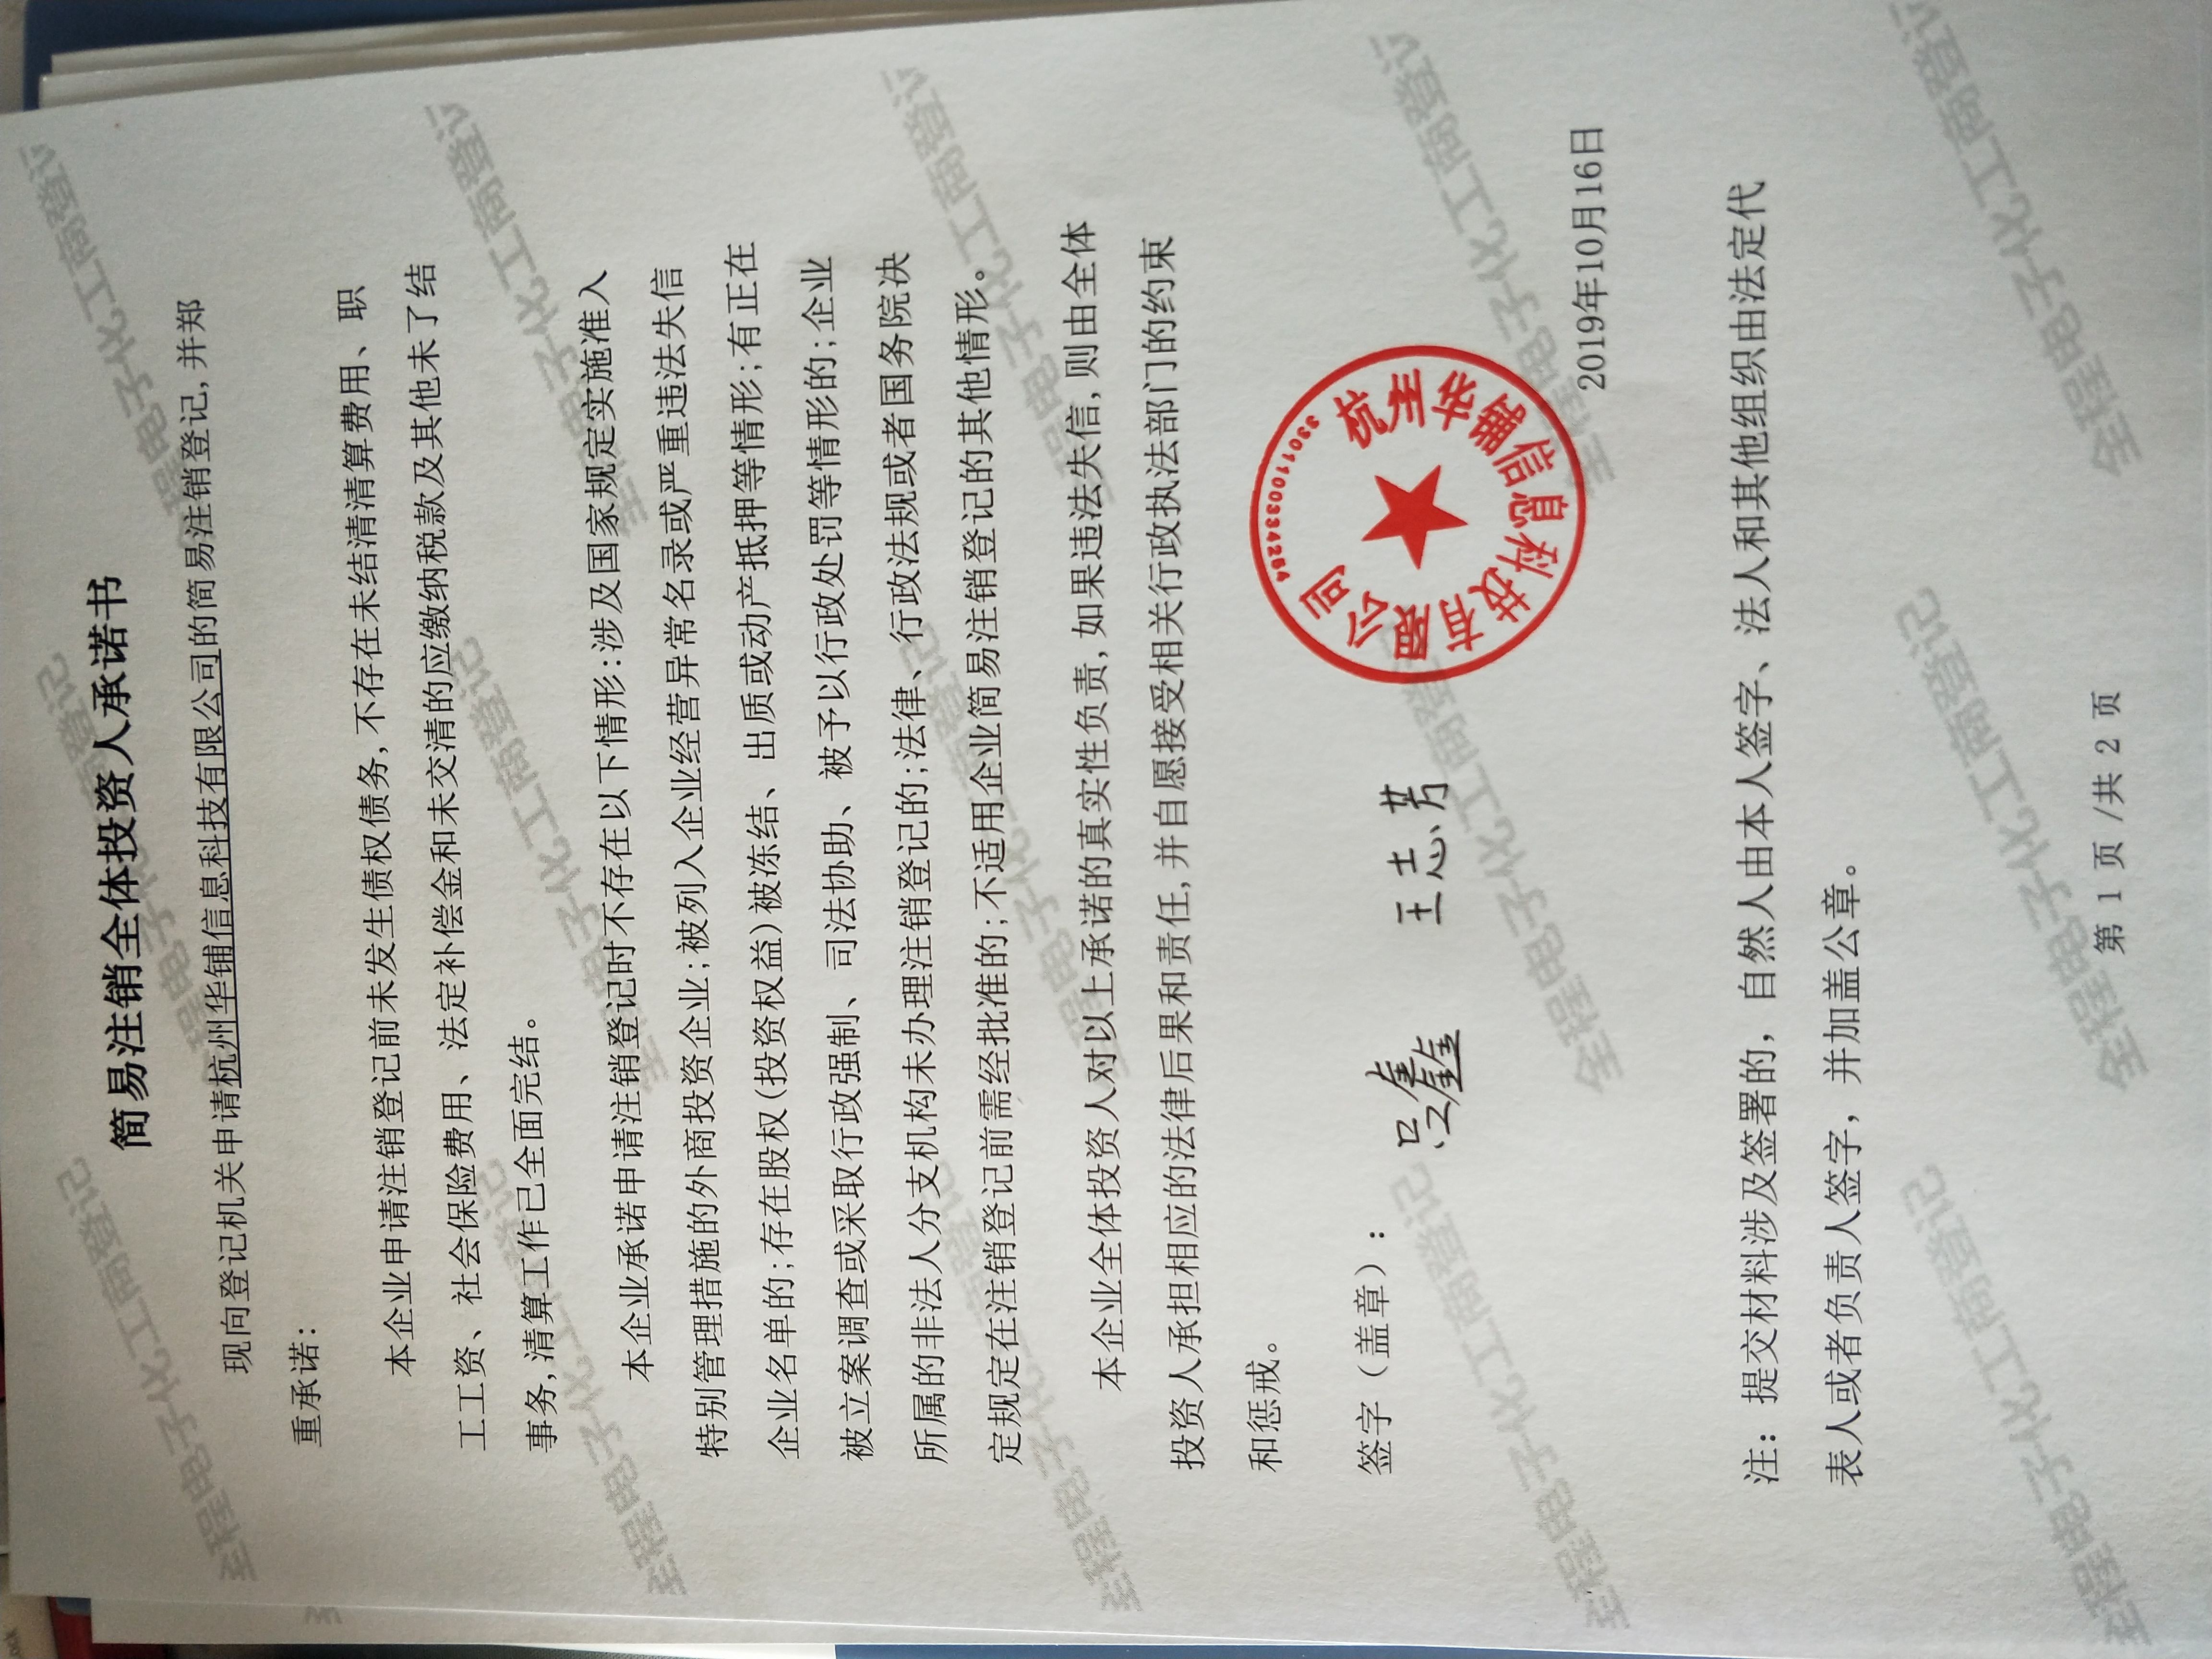 简易注销全体投资人承诺书
现向登记机关申请杭州华铺信息科技有限公司的简易注销登记,并郑
重承诺:
本企业申请注销登记前未发生债权债务,不存在未结清清算费用、职
工工资、社会保险费用、法定补偿金和未交清的应缴纳税款及其他未了结
事务,清算工作已全面完结。
本企业承诺申请注销登记时不存在以下情形:涉及国家规定实施准入
特别管理措施的外商投资企业;被列入企业经营异常名录或严重违法失信
企业名单的;存在股权(投资权益)被冻结、出质或动产抵押等情形;有正在
被立案调查或采取行政强制、司法协助、被予以行政处罚等情形的;企业
所属的非法人分支机构未办理注销登记的;法律、行政法规或者国务院决
定规定在注销登记前需经批准的;不适用企业简易注销登记的其他情形。
本企业全体投资人对以上承诺的真实性负责,如果违法失信,则由全体
投资人承担相应的法律后果和责任,并自愿接受相关行政执法部门的约束
和惩戒。
签字（盖章）: 吕鑫 王志芳
杭州华铺信息科技有限公司
2019年10月16日
注: 提交材料涉及签署的, 自然人由本人签字、法人和其他组织由法定代
表人或者负责人签字, 并加盖公章。
第 1 页 /共 2 页
全程电子化工商登记